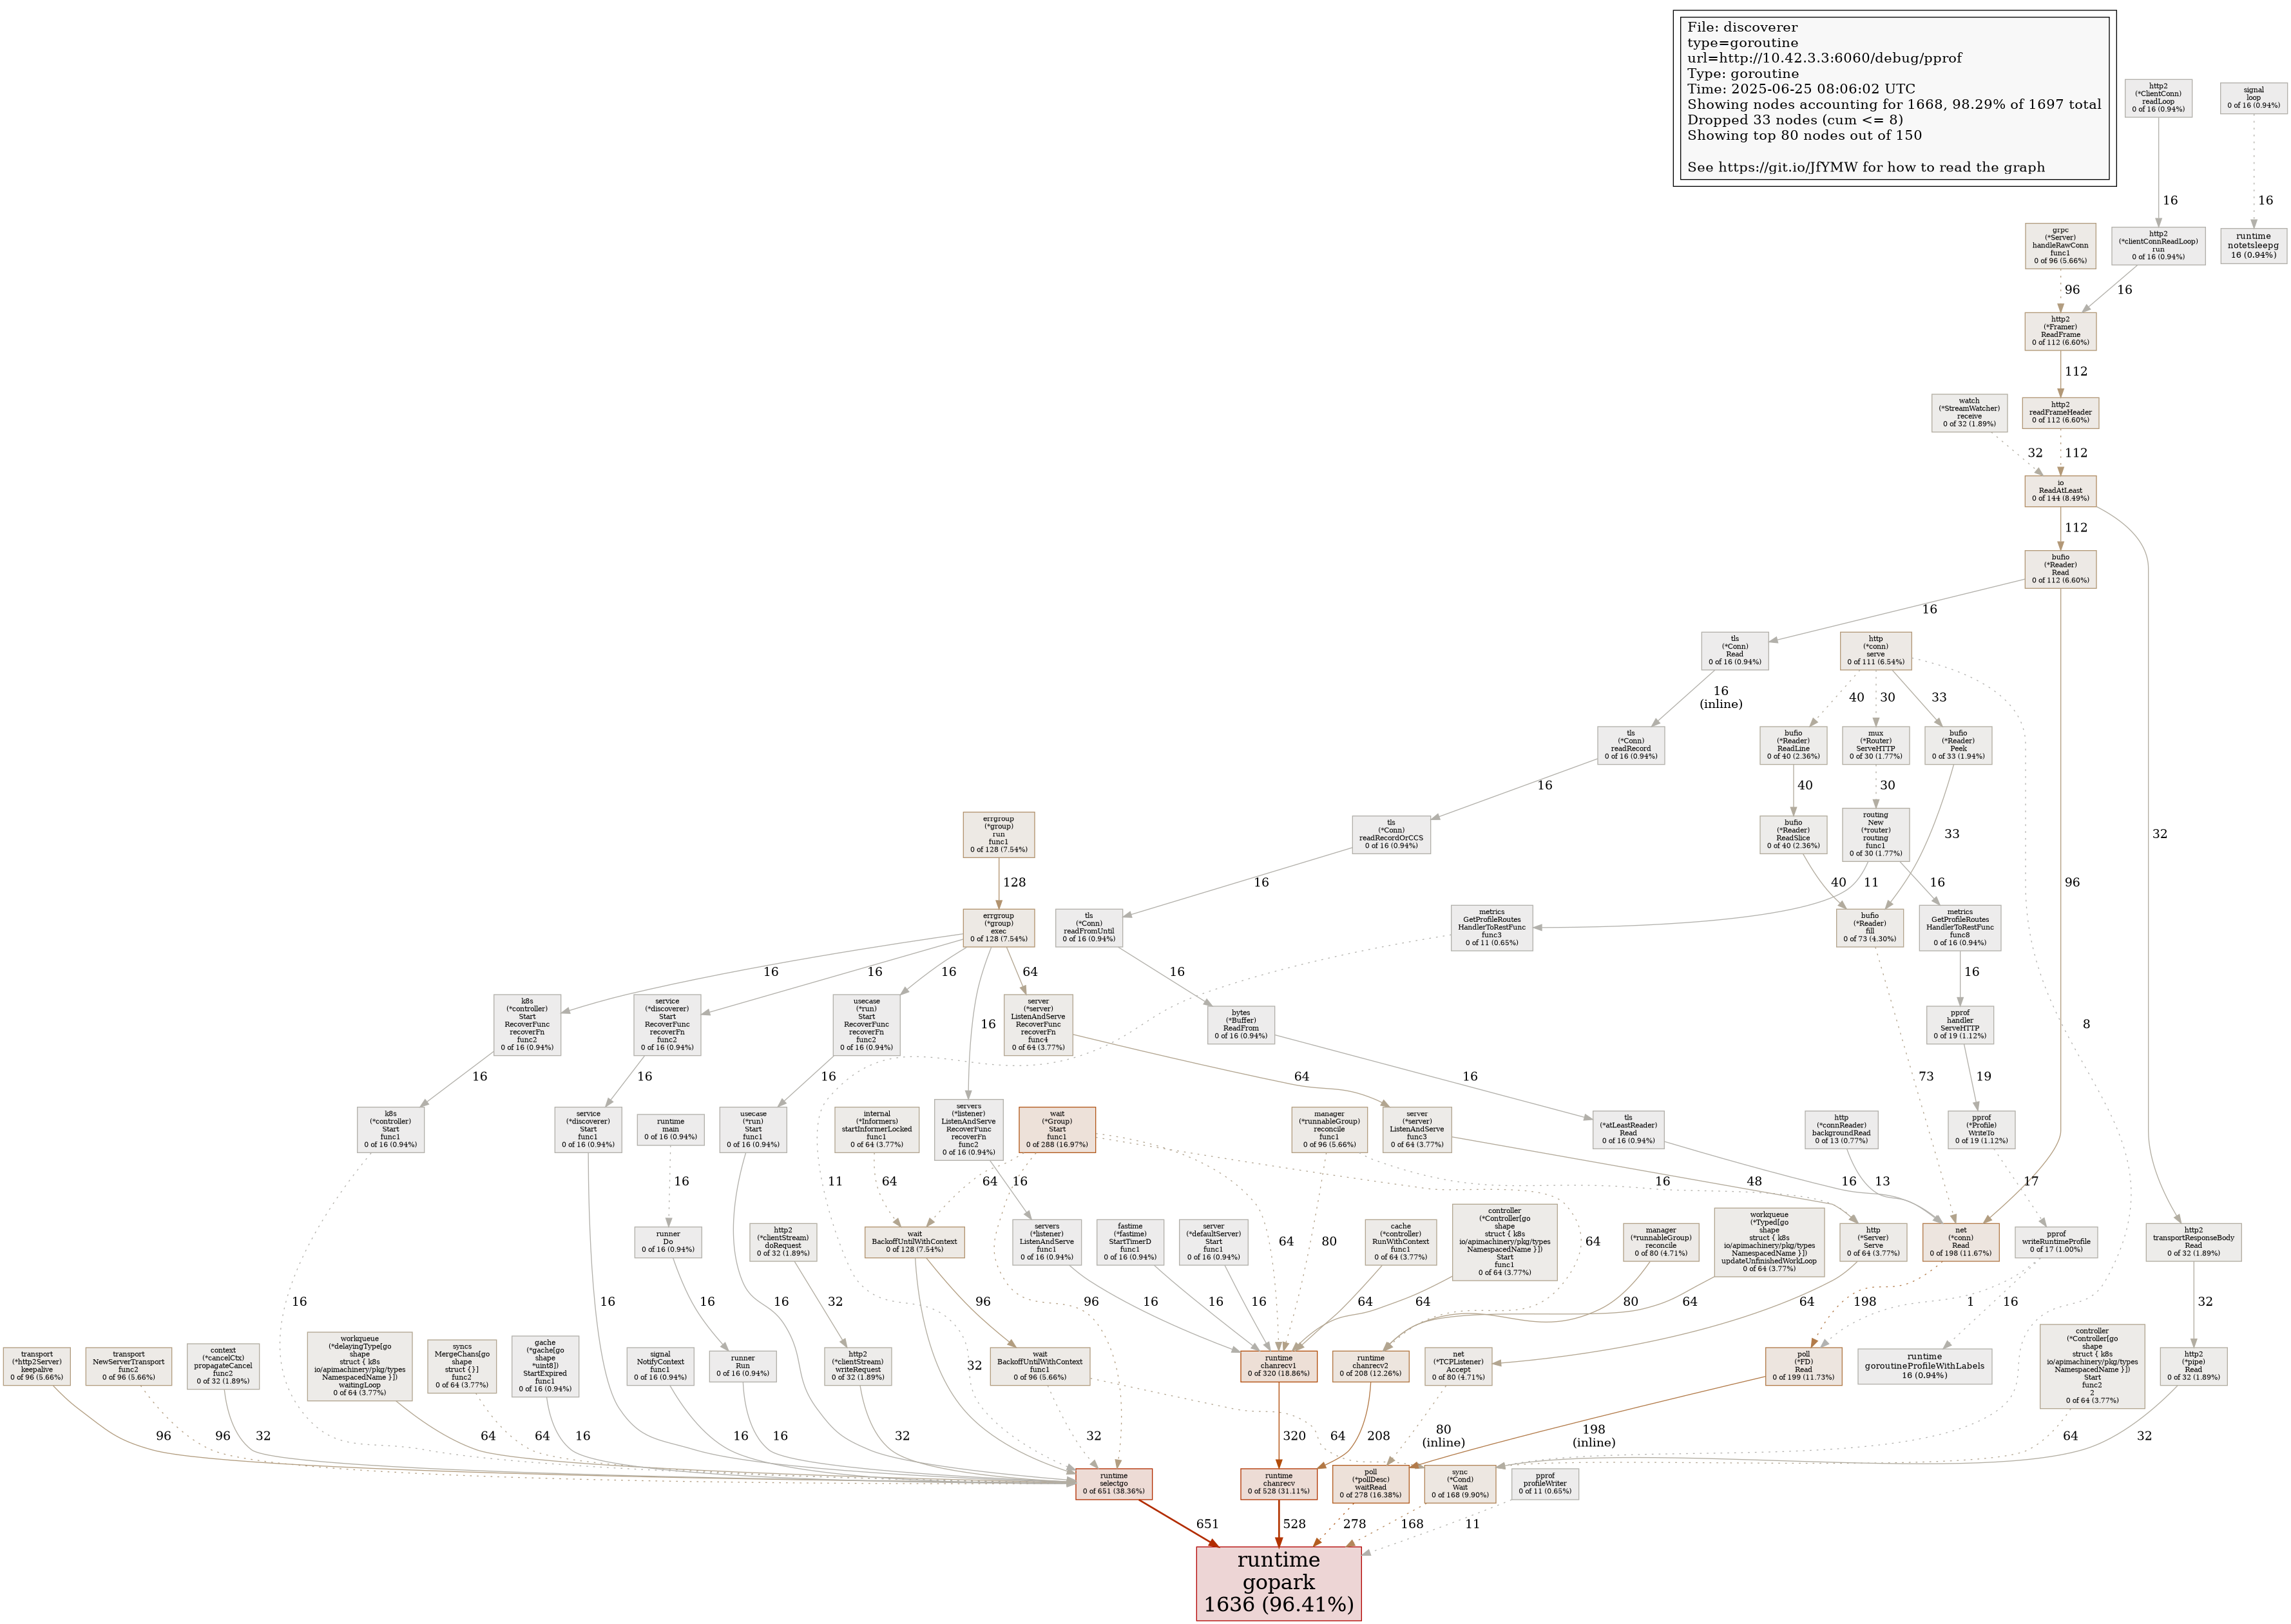 File: discoverer
type=goroutine
url=http://10.42.3.3:6060/debug/pprof
Type: goroutine
Time: 2025-06-25 08:06:02 UTC
Showing nodes accounting for 1668, 98.29% of 1697 total
Dropped 33 nodes (cum <= 8)
Showing top 80 nodes out of 150
See https://git.io/JfYMW for how to read the graph
http2
(*ClientConn)
readLoop
0 of 16 (0.94%)
signal
loop
0 of 16 (0.94%)
16
16
grpc
(*Server)
handleRawConn
func1
0 of 96 (5.66%)
http2
(*clientConnReadLoop)
run
0 of 16 (0.94%)
runtime
notetsleepg
16 (0.94%)
96
16
http2
(*Framer)
ReadFrame
0 of 112 (6.60%)
112
watch
(*StreamWatcher)
receive
0 of 32 (1.89%)
http2
readFrameHeader
0 of 112 (6.60%)
32
112
io
ReadAtLeast
0 of 144 (8.49%)
112
32
bufio
(*Reader)
Read
0 of 112 (6.60%)
16
96
tls
(*Conn)
Read
0 of 16 (0.94%)
http
(*conn)
serve
0 of 111 (6.54%)
16
(inline)
40
30
33
8
tls
(*Conn)
readRecord
0 of 16 (0.94%)
bufio
(*Reader)
ReadLine
0 of 40 (2.36%)
mux
(*Router)
ServeHTTP
0 of 30 (1.77%)
bufio
(*Reader)
Peek
0 of 33 (1.94%)
16
40
30
33
errgroup
(*group)
run
func1
0 of 128 (7.54%)
tls
(*Conn)
readRecordOrCCS
0 of 16 (0.94%)
bufio
(*Reader)
ReadSlice
0 of 40 (2.36%)
routing
New
(*router)
routing
func1
0 of 30 (1.77%)
128
16
40
11
16
errgroup
(*group)
exec
0 of 128 (7.54%)
tls
(*Conn)
readFromUntil
0 of 16 (0.94%)
metrics
GetProfileRoutes
HandlerToRestFunc
func3
0 of 11 (0.65%)
bufio
(*Reader)
fill
0 of 73 (4.30%)
metrics
GetProfileRoutes
HandlerToRestFunc
func8
0 of 16 (0.94%)
16
16
16
16
64
16
11
73
16
k8s
(*controller)
Start
RecoverFunc
recoverFn
func2
0 of 16 (0.94%)
service
(*discoverer)
Start
RecoverFunc
recoverFn
func2
0 of 16 (0.94%)
usecase
(*run)
Start
RecoverFunc
recoverFn
func2
0 of 16 (0.94%)
server
(*server)
ListenAndServe
RecoverFunc
recoverFn
func4
0 of 64 (3.77%)
bytes
(*Buffer)
ReadFrom
0 of 16 (0.94%)
pprof
handler
ServeHTTP
0 of 19 (1.12%)
16
16
16
64
16
19
k8s
(*controller)
Start
func1
0 of 16 (0.94%)
service
(*discoverer)
Start
func1
0 of 16 (0.94%)
runtime
main
0 of 16 (0.94%)
usecase
(*run)
Start
func1
0 of 16 (0.94%)
internal
(*Informers)
startInformerLocked
func1
0 of 64 (3.77%)
servers
(*listener)
ListenAndServe
RecoverFunc
recoverFn
func2
0 of 16 (0.94%)
wait
(*Group)
Start
func1
0 of 288 (16.97%)
manager
(*runnableGroup)
reconcile
func1
0 of 96 (5.66%)
server
(*server)
ListenAndServe
func3
0 of 64 (3.77%)
tls
(*atLeastReader)
Read
0 of 16 (0.94%)
http
(*connReader)
backgroundRead
0 of 13 (0.77%)
pprof
(*Profile)
WriteTo
0 of 19 (1.12%)
16
16
16
16
64
64
16
96
64
64
80
16
48
16
13
17
runner
Do
0 of 16 (0.94%)
http2
(*clientStream)
doRequest
0 of 32 (1.89%)
wait
BackoffUntilWithContext
0 of 128 (7.54%)
servers
(*listener)
ListenAndServe
func1
0 of 16 (0.94%)
fastime
(*fastime)
StartTimerD
func1
0 of 16 (0.94%)
server
(*defaultServer)
Start
func1
0 of 16 (0.94%)
cache
(*controller)
RunWithContext
func1
0 of 64 (3.77%)
controller
(*Controller[go
shape
struct { k8s
io/apimachinery/pkg/types
NamespacedName }])
Start
func1
0 of 64 (3.77%)
manager
(*runnableGroup)
reconcile
0 of 80 (4.71%)
workqueue
(*Typed[go
shape
struct { k8s
io/apimachinery/pkg/types
NamespacedName }])
updateUnfinishedWorkLoop
0 of 64 (3.77%)
http
(*Server)
Serve
0 of 64 (3.77%)
net
(*conn)
Read
0 of 198 (11.67%)
pprof
writeRuntimeProfile
0 of 17 (1.00%)
http2
transportResponseBody
Read
0 of 32 (1.89%)
16
32
32
96
16
16
16
64
64
80
64
64
198
1
16
32
transport
(*http2Server)
keepalive
0 of 96 (5.66%)
transport
NewServerTransport
func2
0 of 96 (5.66%)
context
(*cancelCtx)
propagateCancel
func2
0 of 32 (1.89%)
workqueue
(*delayingType[go
shape
struct { k8s
io/apimachinery/pkg/types
NamespacedName }])
waitingLoop
0 of 64 (3.77%)
syncs
MergeChans[go
shape
struct {}]
func2
0 of 64 (3.77%)
gache
(*gache[go
shape
*uint8])
StartExpired
func1
0 of 16 (0.94%)
signal
NotifyContext
func1
0 of 16 (0.94%)
runner
Run
0 of 16 (0.94%)
http2
(*clientStream)
writeRequest
0 of 32 (1.89%)
wait
BackoffUntilWithContext
func1
0 of 96 (5.66%)
runtime
chanrecv1
0 of 320 (18.86%)
runtime
chanrecv2
0 of 208 (12.26%)
net
(*TCPListener)
Accept
0 of 80 (4.71%)
poll
(*FD)
Read
0 of 199 (11.73%)
runtime
goroutineProfileWithLabels
16 (0.94%)
controller
(*Controller[go
shape
struct { k8s
io/apimachinery/pkg/types
NamespacedName }])
Start
func2
2
0 of 64 (3.77%)
http2
(*pipe)
Read
0 of 32 (1.89%)
96
96
32
64
64
16
16
16
32
32
64
320
208
80
(inline)
198
(inline)
64
32
runtime
selectgo
0 of 651 (38.36%)
runtime
chanrecv
0 of 528 (31.11%)
poll
(*pollDesc)
waitRead
0 of 278 (16.38%)
sync
(*Cond)
Wait
0 of 168 (9.90%)
pprof
profileWriter
0 of 11 (0.65%)
651
528
278
168
11
runtime
gopark
1636 (96.41%)